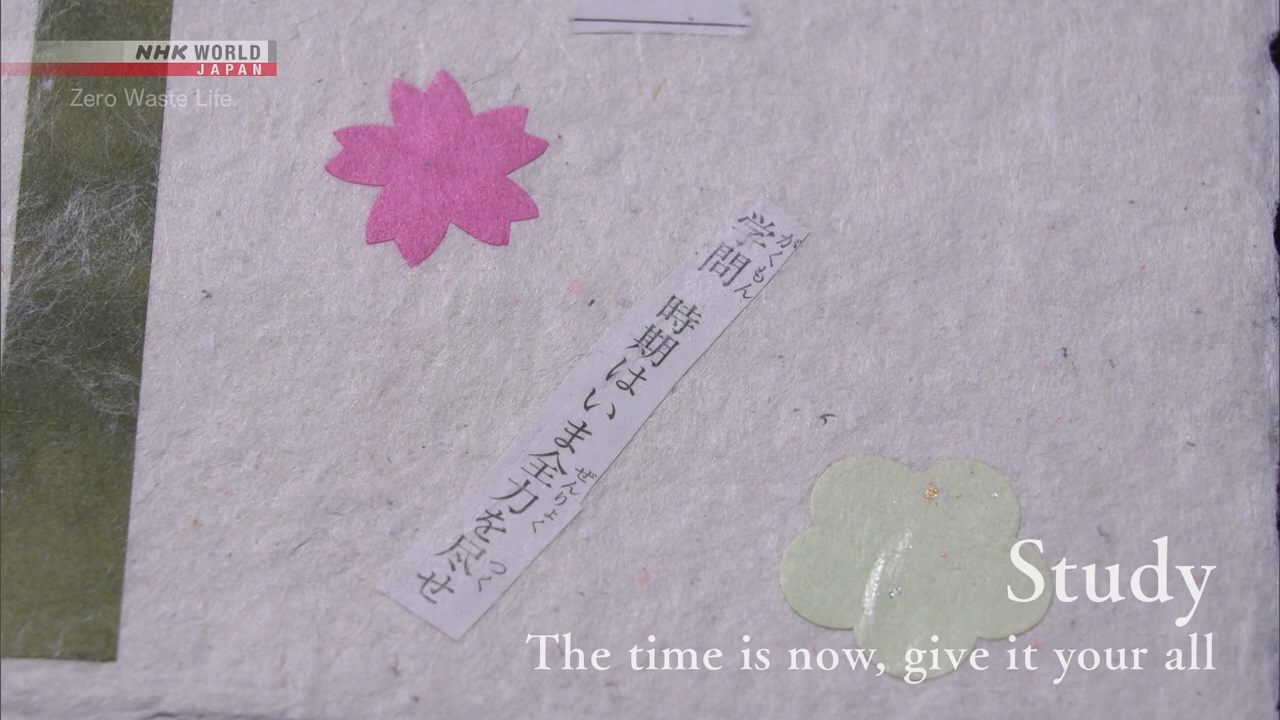 NHK WORLD
JAPAN
Zero Waste Life
学問 時期はいま全力を尽せ
がくもん
ぜんりょく
つく
Study
The time is now, give it your all